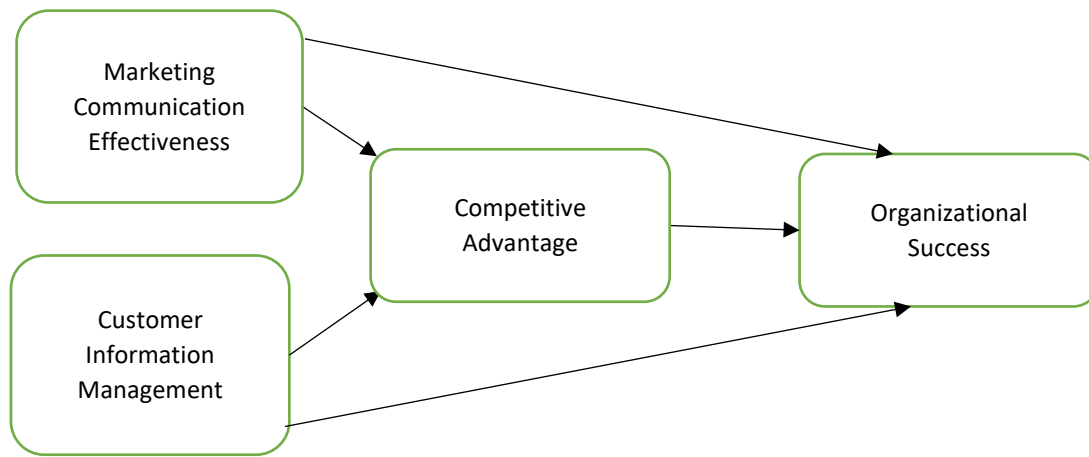 Marketing
Communication
Effectiveness
Competitive
Advantage
Organizational
Success
Customer
Information
Management